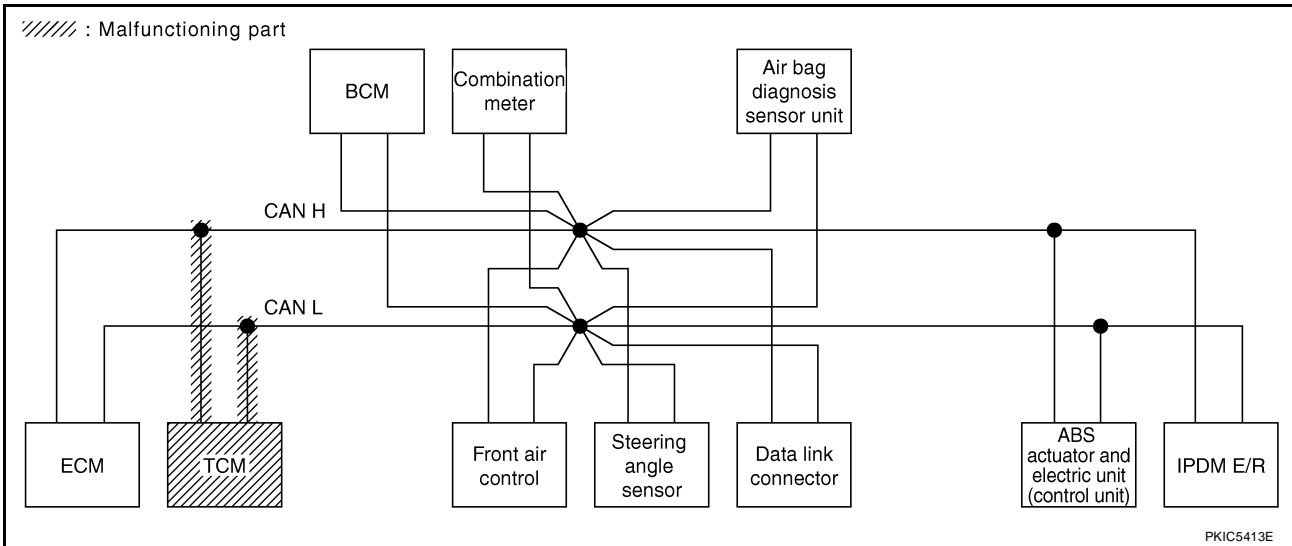 : Malfunctioning part
BCM
Combination
meter
Air bag
diagnosis
sensor unit
CAN H
CAN L
ECM
TCM
Front air
control
Steering
angle
sensor
Data link
connector
ABS
actuator and
electric unit
(control unit)
IPDM E/R
PKIC5413E